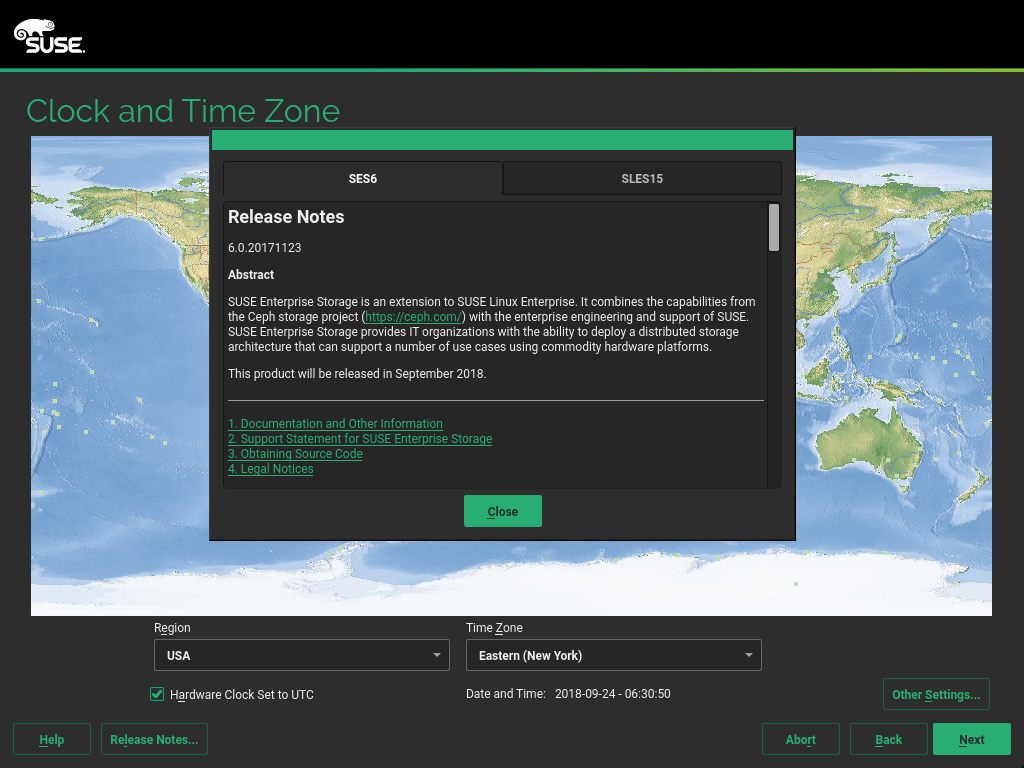 SUSE
Clock and Time Zone
SES6
SLES15
Release Notes
6.0.20171123
Abstract
SUSE Enterprise Storage is an extension to SUSE Linux Enterprise. It combines the capabilities from
the Ceph storage project (https://ceph.com/) with the enterprise engineering and support of SUSE.
SUSE Enterprise Storage provides IT organizations with the ability to deploy a distributed storage
architecture that can support a number of use cases using commodity hardware platforms.
This product will be released in September 2018.
1. Documentation and Other Information
2. Support Statement for SUSE Enterprise Storage
3. Obtaining Source Code
4. Legal Notices
Close
Region
Time Zone
USA
Eastern (New York)
Hardware Clock Set to UTC
Date and Time: 2018-09-24 - 06:30:50
Other Settings...
Help
Release Notes...
Abort
Back
Next